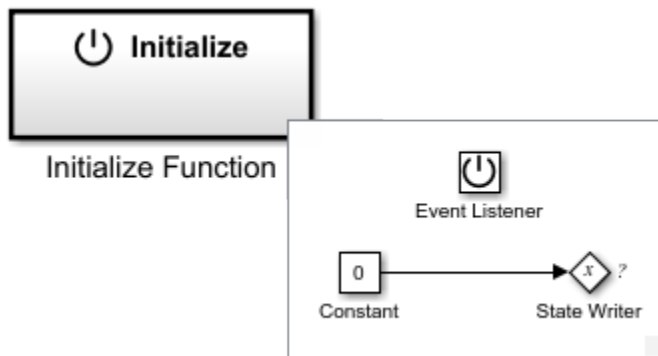 Initialize
Initialize Function
Event Listener
0
x ?
Constant
State Writer